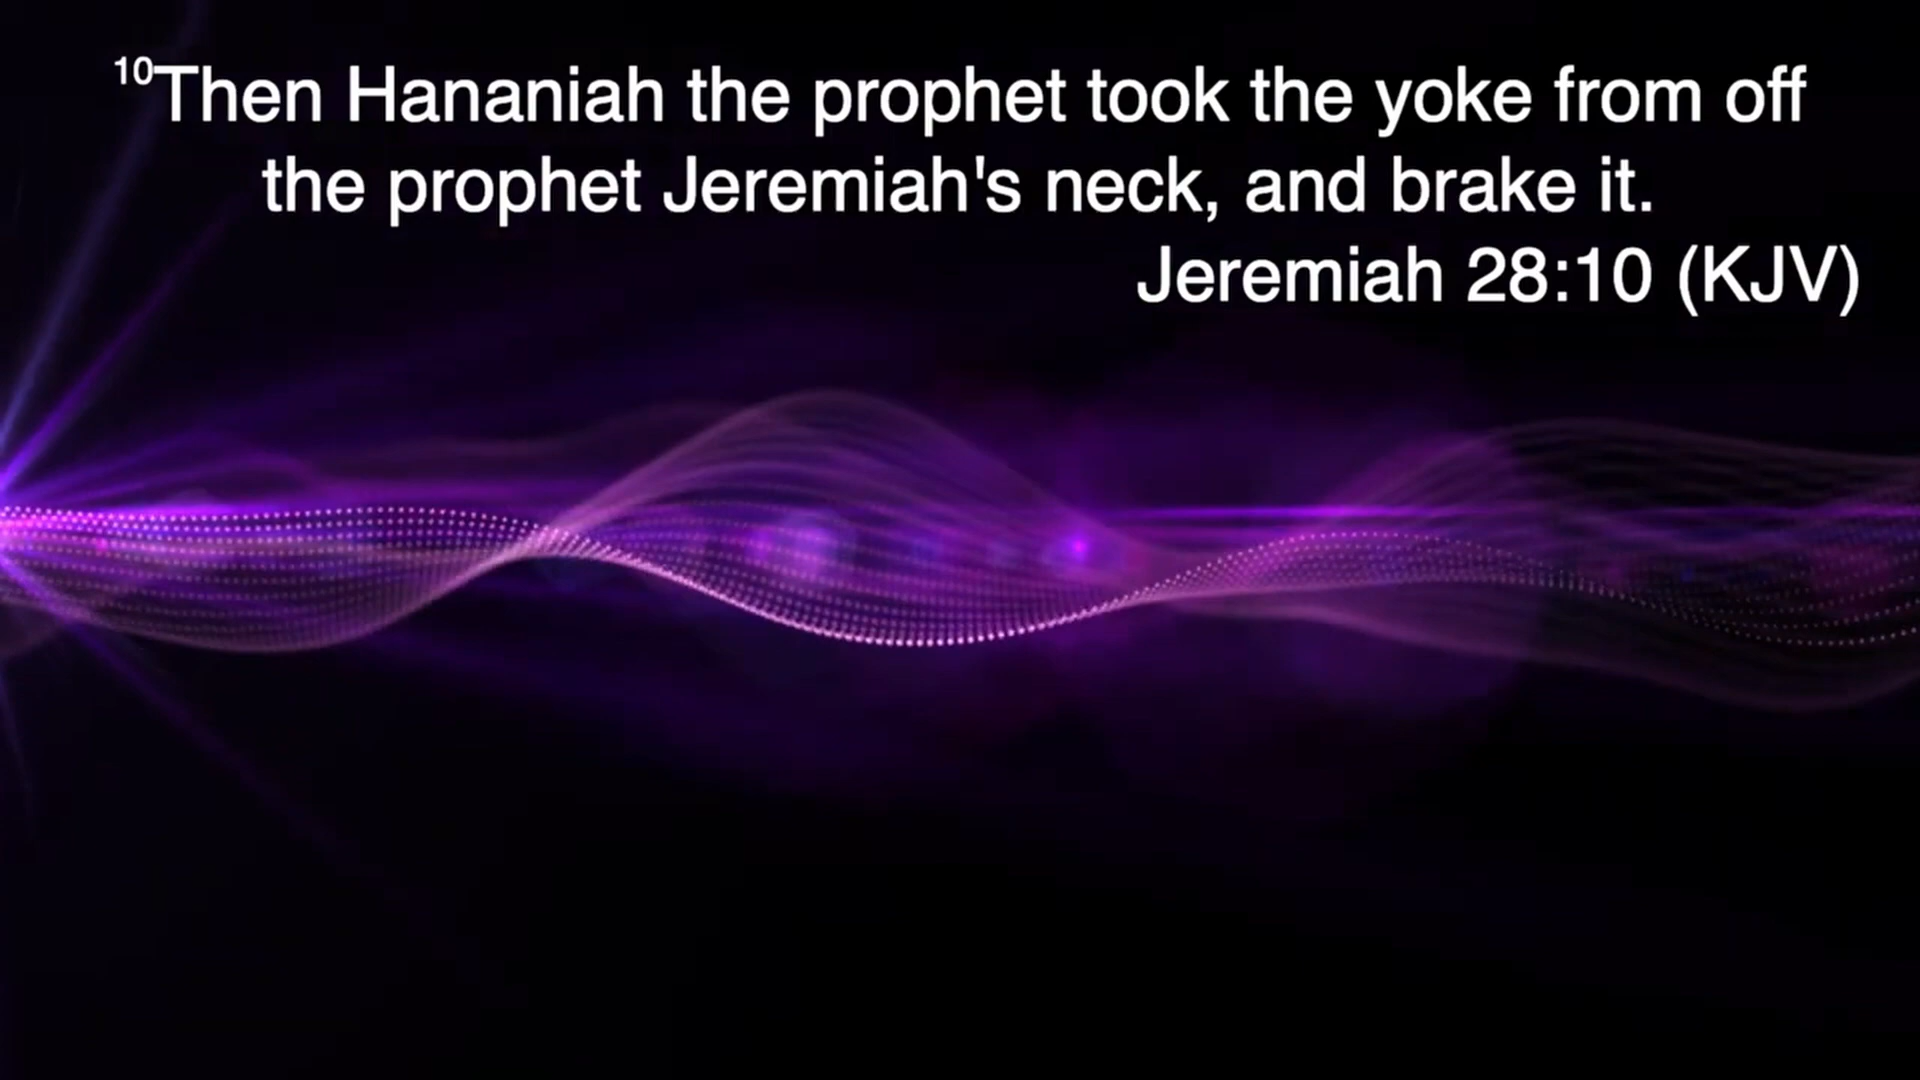 10Then Hananiah the prophet took the yoke from off
the prophet Jeremiah's neck, and brake it.
Jeremiah 28:10 (KJV)